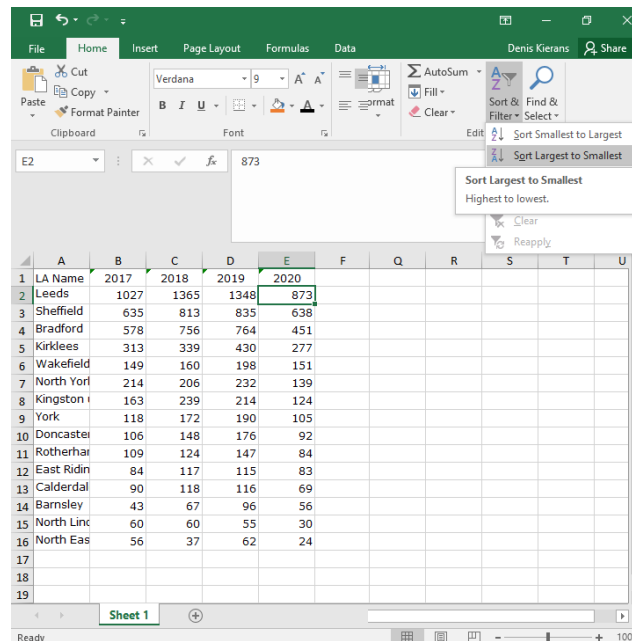 File Home Insert Page Layout Formulas Data Denis Kierans Share
Cut
Copy
Format Painter
Paste
Clipboard
Verdana 9
B I U A
Font
ormat
AutoSum
Fill
Clear
Edit
Sort & Filter
Find & Select
Sort Smallest to Largest
Sort Largest to Smallest
Sort Largest to Smallest
Highest to lowest.
Clear
Reapply
E2 fx 873
A B C D E F Q R S T U
1 LA Name 2017 2018 2019 2020
2 Leeds 1027 1365 1348 873
3 Sheffield 635 813 835 638
4 Bradford 578 756 764 451
5 Kirklees 313 339 430 277
6 Wakefield 149 160 198 151
7 North Yorl 214 206 232 139
8 Kingston 163 239 214 124
9 York 118 172 190 105
10 Doncaster 106 148 176 92
11 Rotherhar 109 124 147 84
12 East Ridin 84 117 115 83
13 Calderdal 90 118 116 69
14 Barnsley 43 67 96 56
15 North Linc 60 60 55 30
16 North Eas 56 37 62 24
17
18
19
Sheet 1
Ready 100